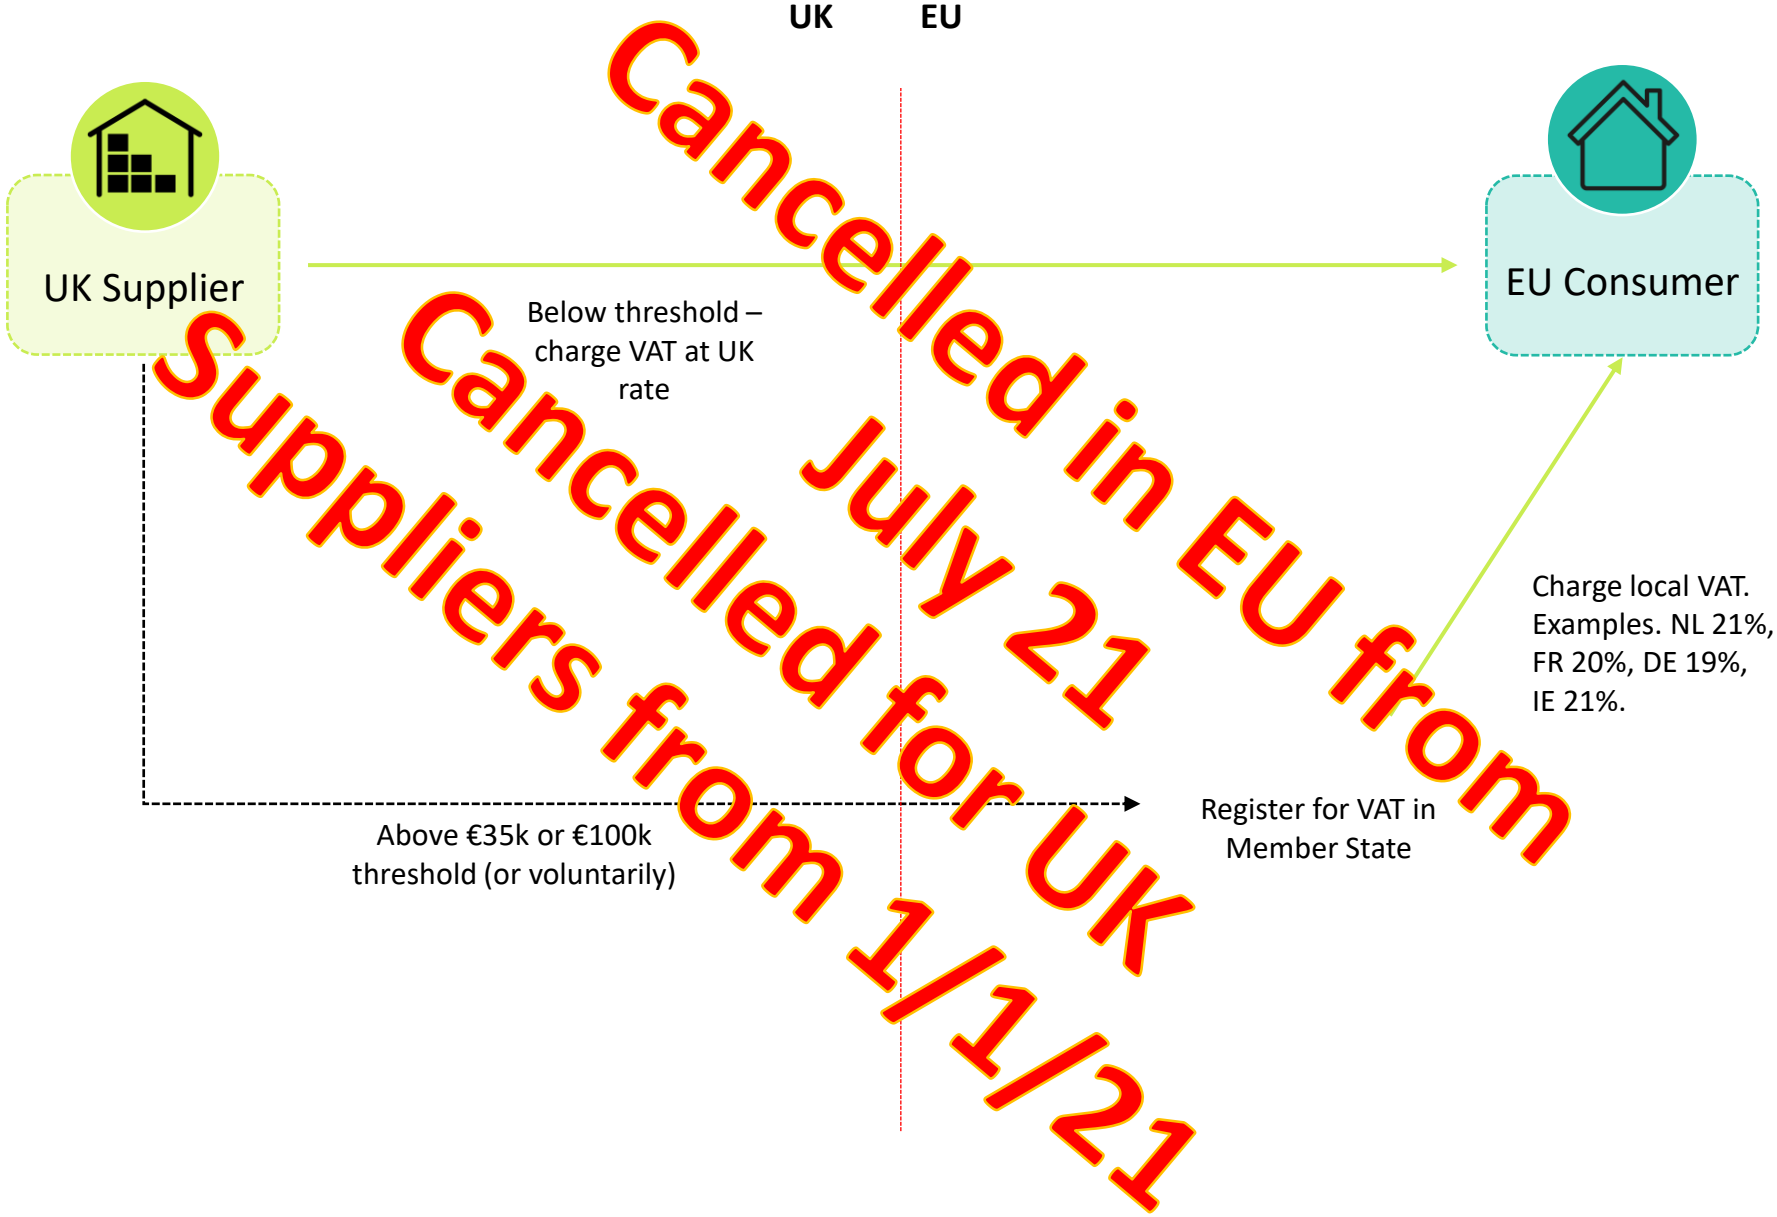 UK EU
UK Supplier
EU Consumer
Below threshold –
charge VAT at UK
rate
Charge local VAT.
Examples. NL 21%,
FR 20%, DE 19%,
IE 21%.
Above €35k or €100k
threshold (or voluntarily)
Register for VAT in
Member State
Cancelled in EU from
July 21
Cancelled for UK
Suppliers from 1/1/21